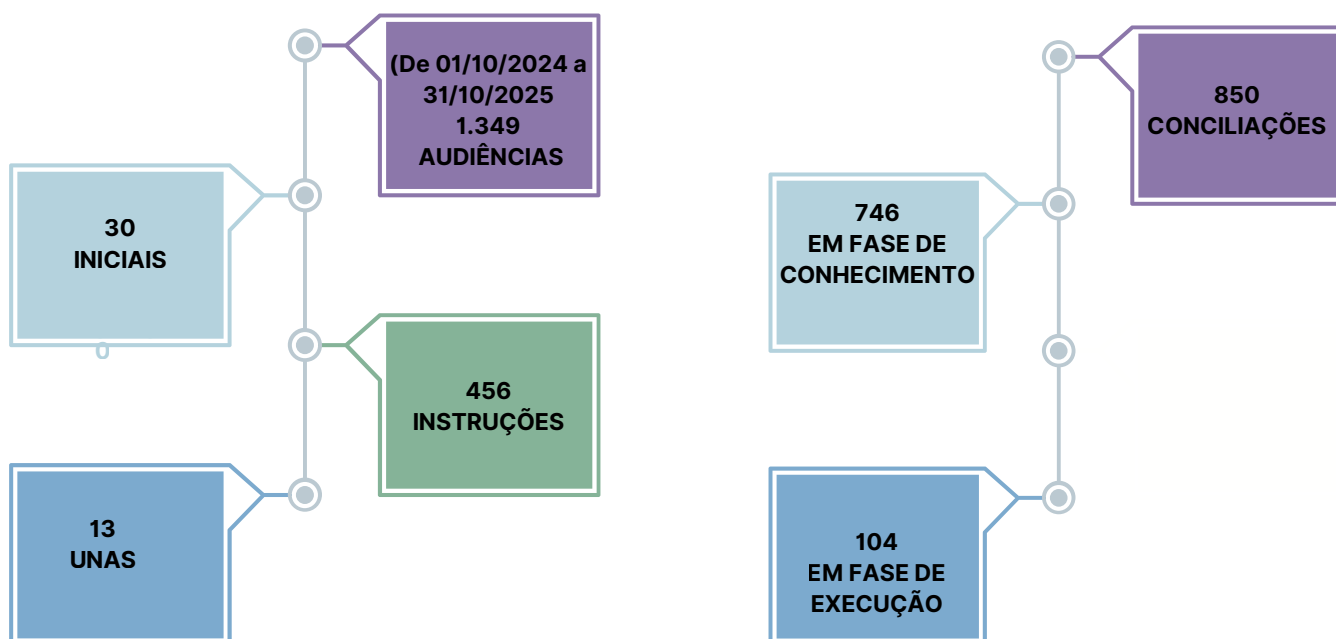 (De 01/10/2024 a
31/10/2025
1.349
AUDIÊNCIAS
30
INICIAIS
0
456
INSTRUÇÕES
13
UNAS
850
CONCILIAÇÕES
746
EM FASE DE
CONHECIMENTO
104
EM FASE DE
EXECUÇÃO